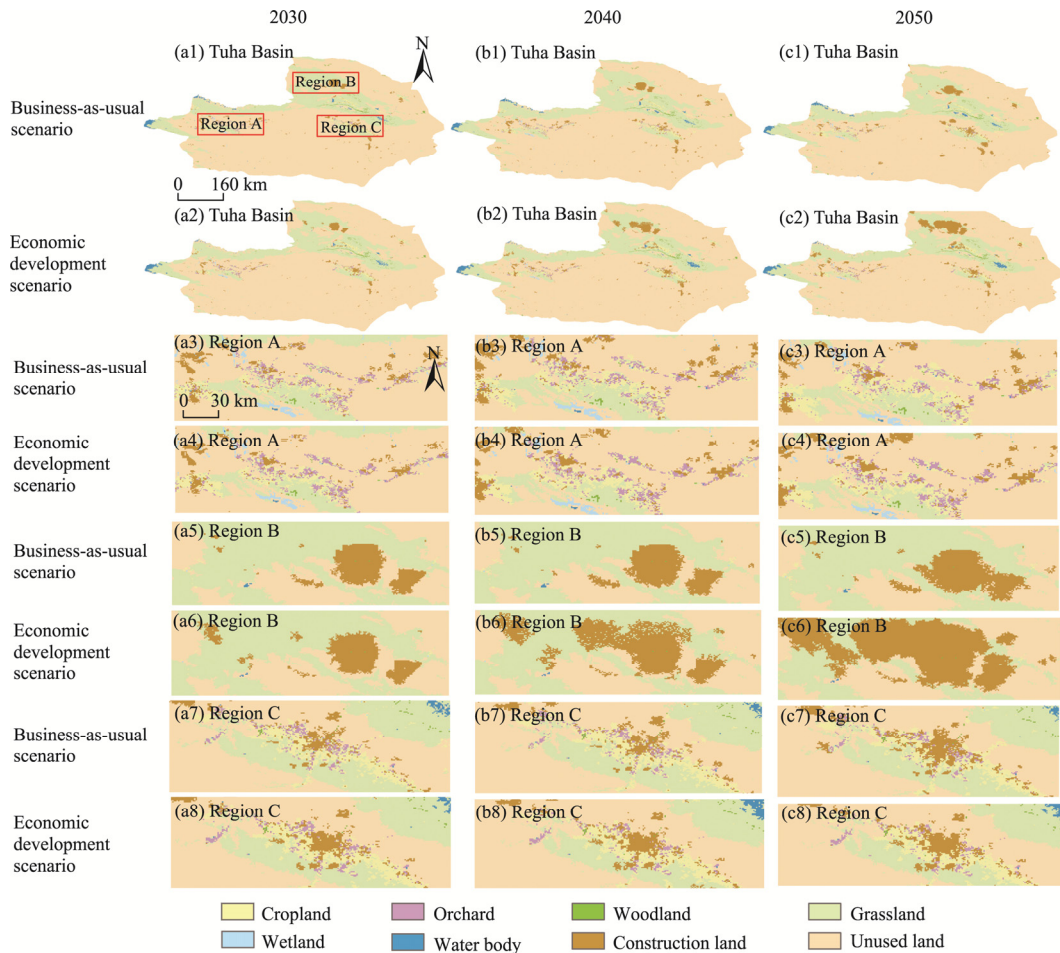 2030 2040 2050
Business-as-usual
scenario
(a1) Tuha Basin
N
Region B
Region A
Region C
0 160 km
(b1) Tuha Basin
(c1) Tuha Basin
Economic
development
scenario
(a2) Tuha Basin
(b2) Tuha Basin
(c2) Tuha Basin
Business-as-usual
scenario
(a3) Region A
N
0 30 km
(b3) Region A
(c3) Region A
Economic
development
scenario
(a4) Region A
(b4) Region A
(c4) Region A
Business-as-usual
scenario
(a5) Region B
(b5) Region B
(c5) Region B
Economic
development
scenario
(a6) Region B
(b6) Region B
(c6) Region B
Business-as-usual
scenario
(a7) Region C
(b7) Region C
(c7) Region C
Economic
development
scenario
(a8) Region C
(b8) Region C
(c8) Region C
Cropland Orchard Woodland Grassland
Wetland Water body Construction land Unused land